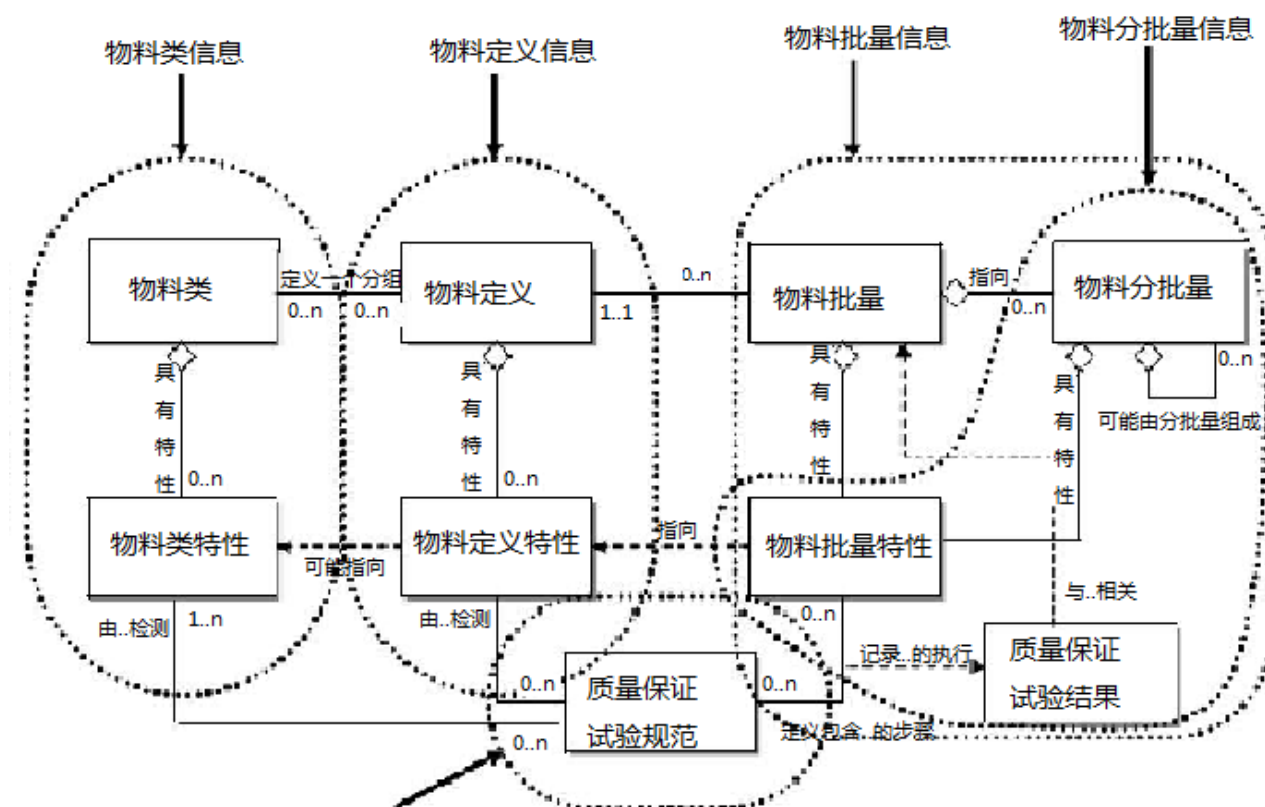 物料类信息
物料定义信息
物料批量信息
物料分批量信息
物料类
定义一个分组
0..n
0..n
物料定义
1..1
0..n
物料批量
指向
0..n
物料分批量
0..n
可能由分批量组成
具有特性
0..n
具有特性
0..n
具有特性
具有特性
物料类特性
可能指向
物料定义特性
指向
物料批量特性
由..检测
1..n
由..检测
0..n
与..相关
记录..的执行
质量保证
试验结果
0..n
质量保证
试验规范
0..n
0..n
定义包含..的步骤